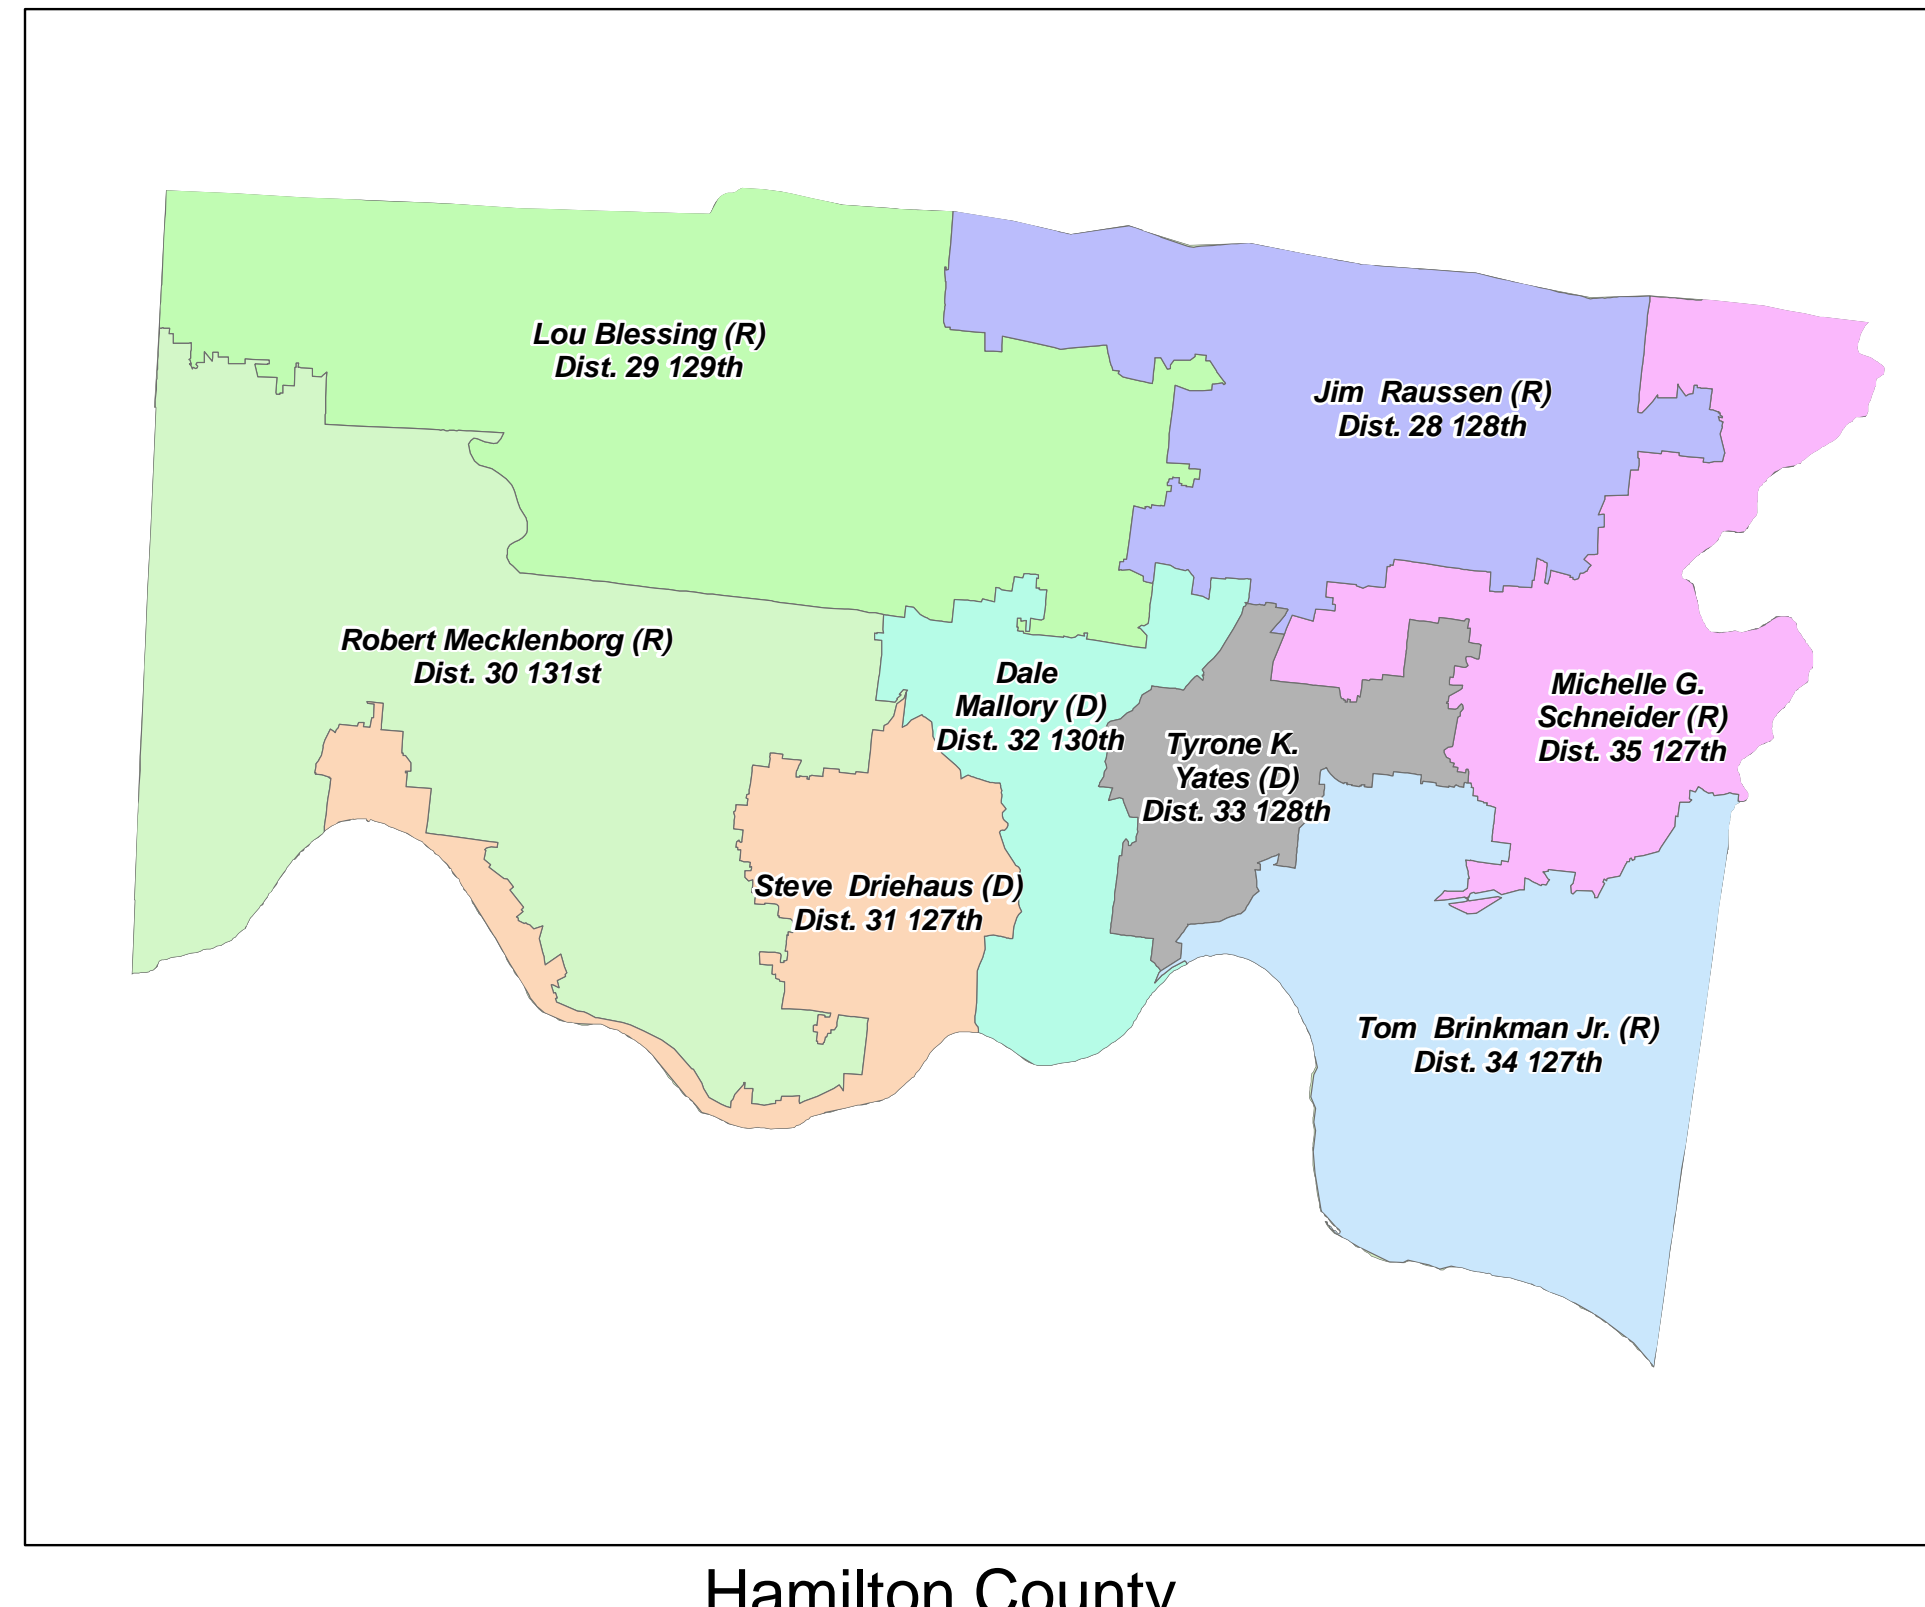 Lou Blessing (R)
Dist. 29 129th
Jim  Raussen (R)
Dist. 28 128th
Robert Mecklenborg (R)
Dist. 30 131st
Dale
Mallory (D)
Dist. 32 130th
Tyrone K.
Yates (D)
Dist. 33 128th
Michelle G.
Schneider (R)
Dist. 35 127th
Steve  Driehaus (D)
Dist. 31 127th
Tom  Brinkman Jr. (R)
Dist. 34 127th
Hamilton County